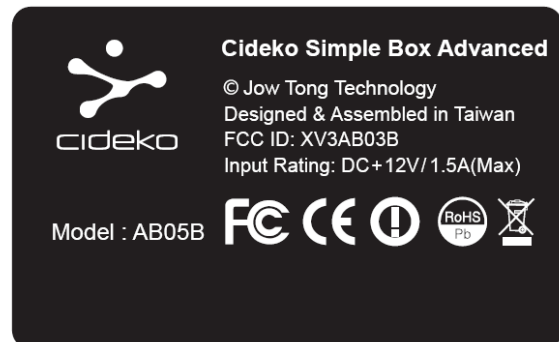 Cideko Simple Box Advanced
© Jow Tong Technology
Designed & Assembled in Taiwan
FCC ID: XV3AB03B
Input Rating: DC+12V/1.5A(Max)
cideko
Model : AB05B
FC CE RoHS
Pb